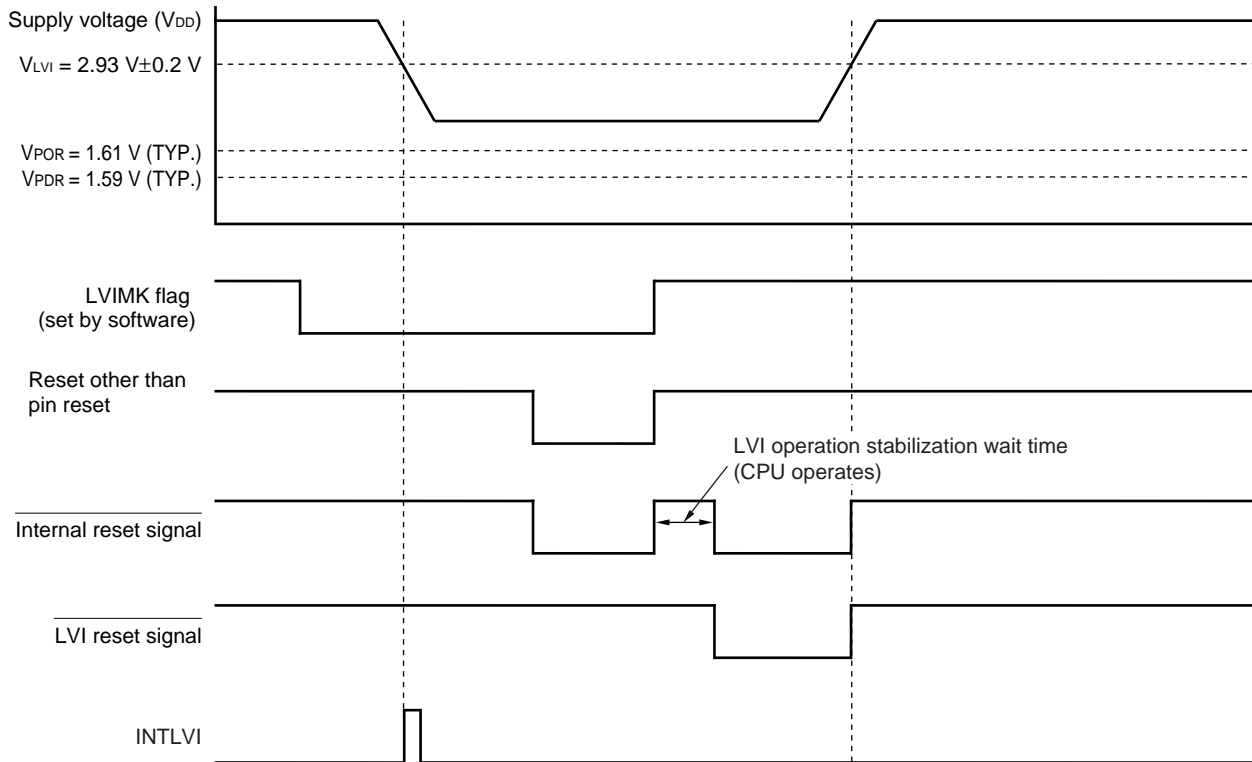 Supply voltage (VDD)
VLVI = 2.93 V±0.2 V
VPOR = 1.61 V (TYP.)
VPDR = 1.59 V (TYP.)
LVIMK flag
(set by software)
Reset other than
pin reset
LVI operation stabilization wait time
(CPU operates)
Internal reset signal
LVI reset signal
INTLVI